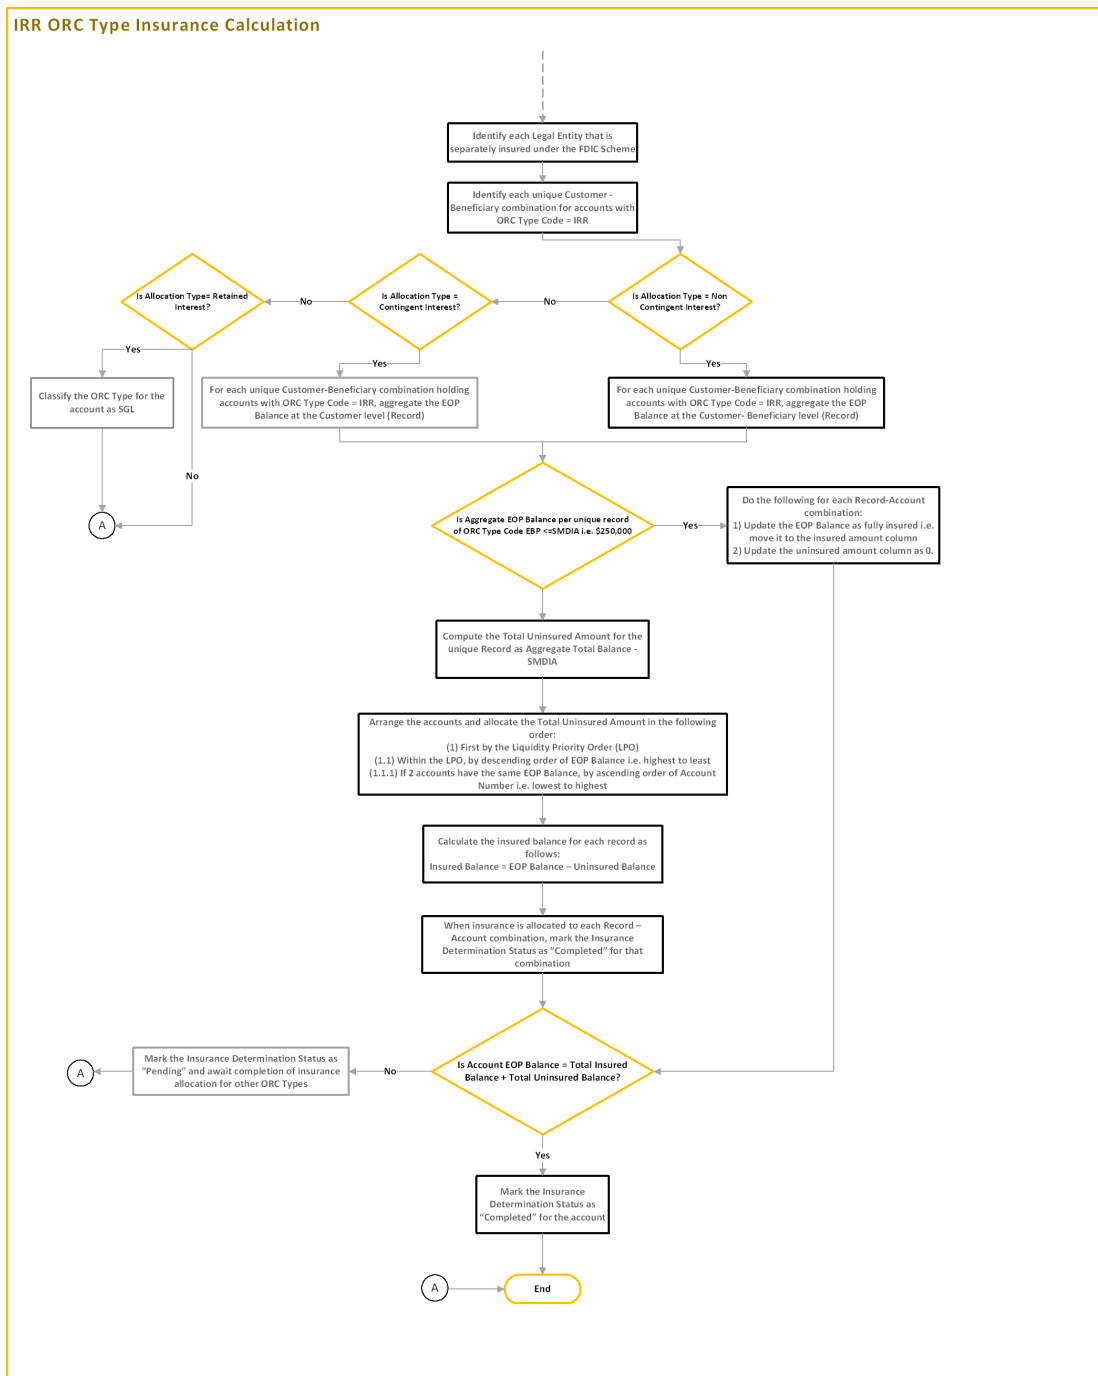 IRR ORC Type Insurance Calculation
Identify each Legal Entity that is
separately insured under the FDIC Scheme
Identify each unique Customer -
Beneficiary combination for accounts with
ORC Type Code = IRR
Is Allocation Type= Retained
Interest?
No
Is Allocation Type =
Contingent Interest?
No
Is Allocation Type = Non
Contingent Interest?
Yes
Yes
Yes
Classify the ORC Type for the
account as SGL
For each unique Customer-Beneficiary combination holding
accounts with ORC Type Code = IRR, aggregate the EOP
Balance at the Customer level (Record)
For each unique Customer-Beneficiary combination holding
accounts with ORC Type Code = IRR, aggregate the EOP
Balance at the Customer- Beneficiary level (Record)
No
A
Is Aggregate EOP Balance per unique record
of ORC Type Code EBP <=SMDIA i.e. $250,000
Yes
Do the following for each Record-Account
combination:
1) Update the EOP Balance as fully insured i.e.
move it to the insured amount column
2) Update the uninsured amount column as 0.
Compute the Total Uninsured Amount for the
unique Record as Aggregate Total Balance -
SMDIA
Arrange the accounts and allocate the Total Uninsured Amount in the following
order:
(1) First by the Liquidity Priority Order (LPO)
(1.1) Within the LPO, by descending order of EOP Balance i.e. highest to least
(1.1.1) If 2 accounts have the same EOP Balance, by ascending order of Account
Number i.e. lowest to highest
Calculate the insured balance for each record as
follows:
Insured Balance = EOP Balance – Uninsured Balance
When insurance is allocated to each Record –
Account combination, mark the Insurance
Determination Status as “Completed” for that
combination
A
Mark the Insurance Determination Status as
“Pending” and await completion of insurance
allocation for other ORC Types
No
Is Account EOP Balance = Total Insured
Balance + Total Uninsured Balance?
Yes
Mark the Insurance
Determination Status as
“Completed” for the account
A
End